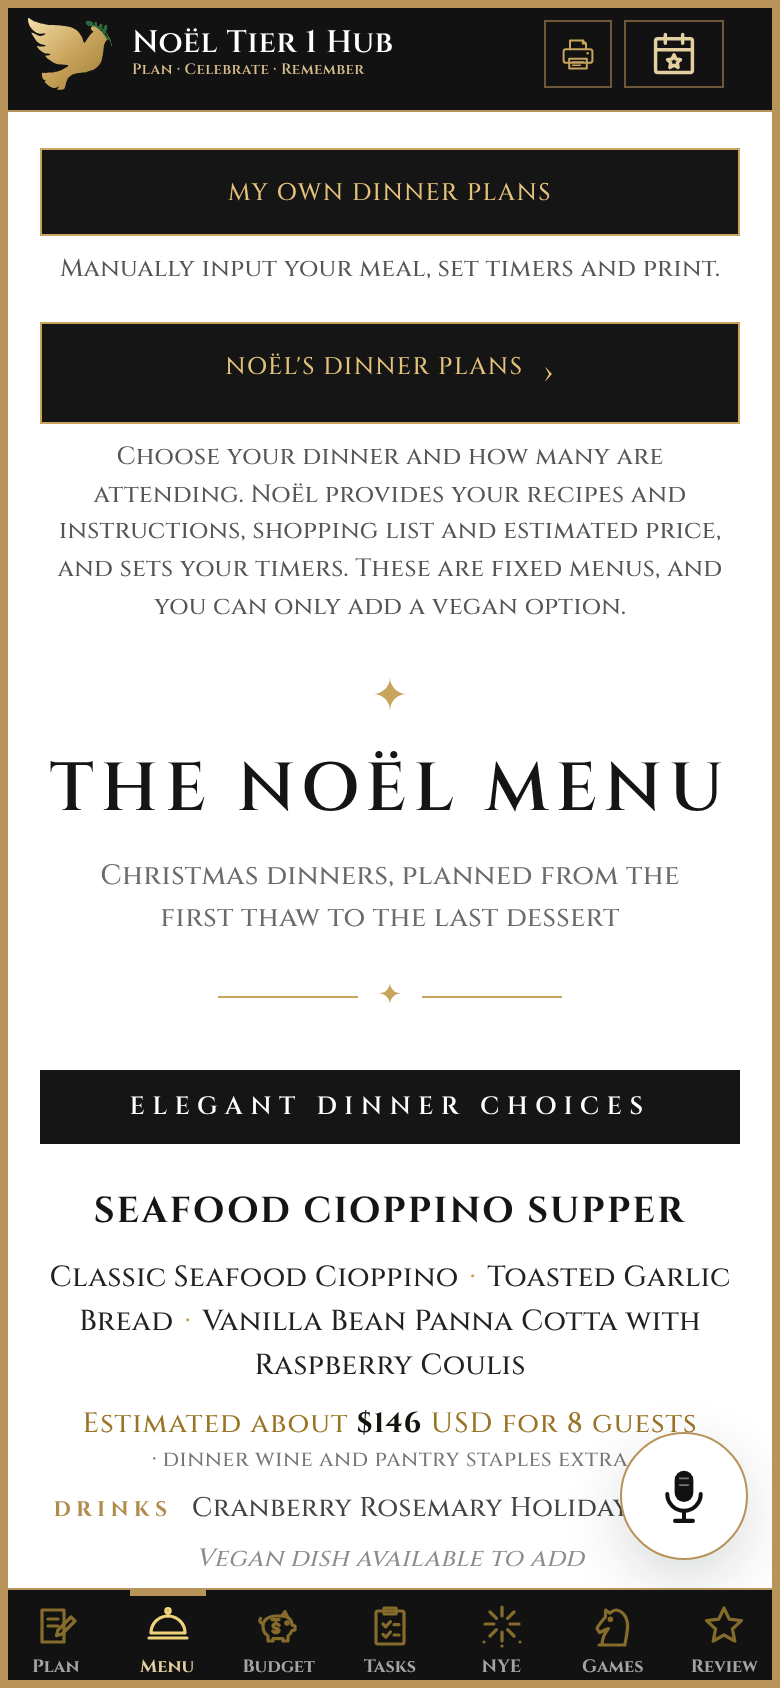 Noël Tier 1 Hub
Plan · Celebrate · Remember
MY OWN DINNER PLANS
Manually input your meal, set timers and print.
NOËL'S DINNER PLANS ›
Choose your dinner and how many are
attending. Noël provides your recipes and
instructions, shopping list and estimated price,
and sets your timers. These are fixed menus, and
you can only add a vegan option.
THE NOËL MENU
Christmas dinners, planned from the
first thaw to the last dessert
ELEGANT DINNER CHOICES
SEAFOOD CIOPPINO SUPPER
Classic Seafood Cioppino · Toasted Garlic
Bread · Vanilla Bean Panna Cotta with
Raspberry Coulis
Estimated about $146 USD for 8 guests
· dinner wine and pantry staples extra
DRINKS Cranberry Rosemary Holiday
Vegan dish available to add
Plan Menu Budget Tasks NYE Games Review